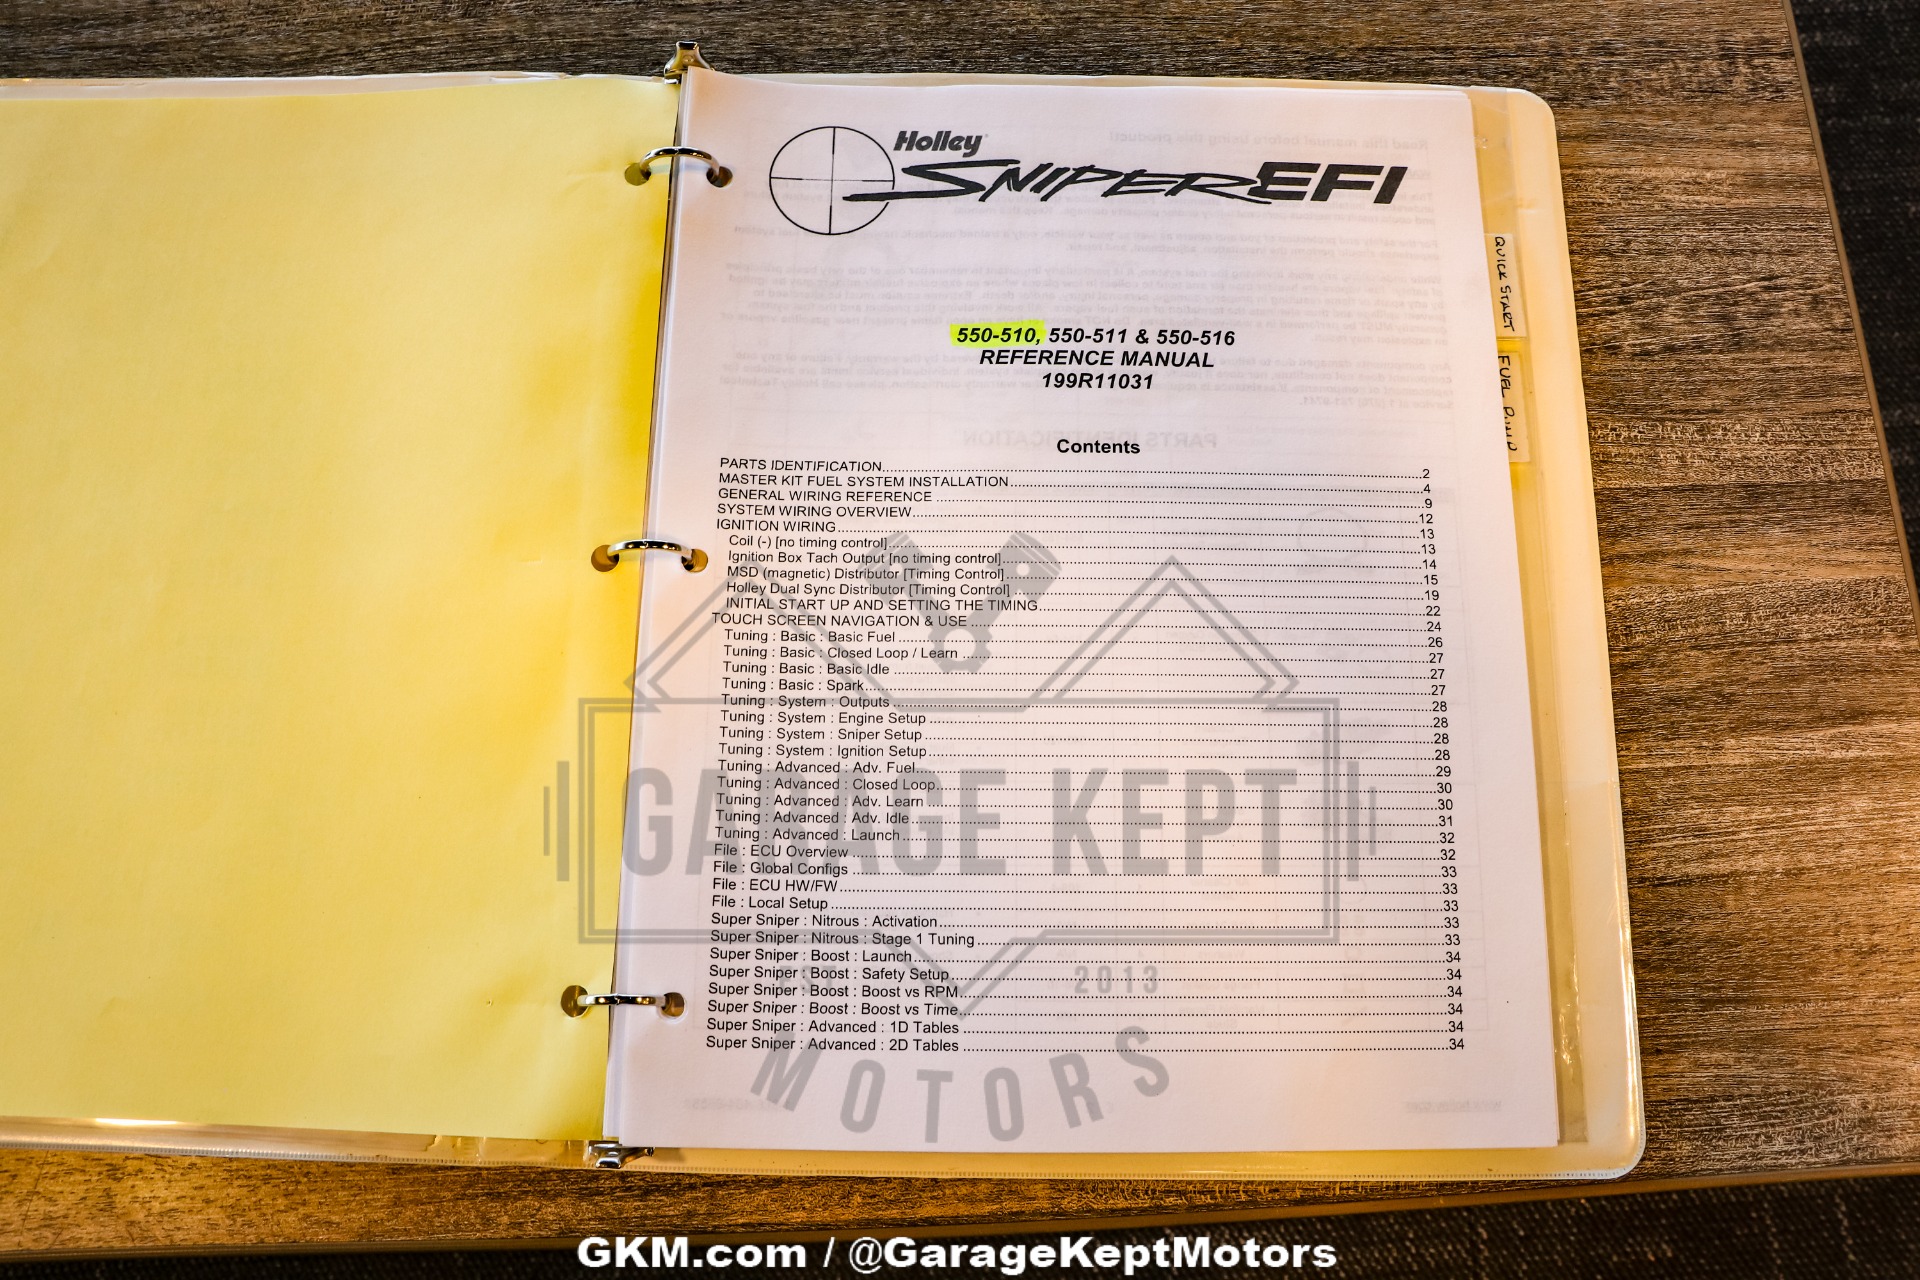 Holley
SNIPER EFI
QUICK START
FUEL PUMP
550-510, 550-511 & 550-516
REFERENCE MANUAL
199R11031
Contents
PARTS IDENTIFICATION 2
MASTER KIT FUEL SYSTEM INSTALLATION 4
GENERAL WIRING REFERENCE 9
SYSTEM WIRING OVERVIEW 12
IGNITION WIRING 13
Coil (-) [no timing control] 13
Ignition Box Tach Output [no timing control] 14
MSD (magnetic) Distributor [Timing Control] 15
Holley Dual Sync Distributor [Timing Control] 19
INITIAL START UP AND SETTING THE TIMING 22
TOUCH SCREEN NAVIGATION & USE 24
Tuning : Basic : Basic Fuel 26
Tuning : Basic : Closed Loop / Learn 27
Tuning : Basic : Basic Idle 27
Tuning : Basic : Spark 27
Tuning : System : Outputs 28
Tuning : System : Engine Setup 28
Tuning : System : Sniper Setup 28
Tuning : System : Ignition Setup 28
Tuning : Advanced : Adv. Fuel 29
Tuning : Advanced : Closed Loop 30
Tuning : Advanced : Adv. Learn 30
Tuning : Advanced : Adv. Idle 31
Tuning : Advanced : Launch 32
File : ECU Overview 32
File : Global Configs 33
File : ECU HW/FW 33
File : Local Setup 33
Super Sniper : Nitrous : Activation 33
Super Sniper : Nitrous : Stage 1 Tuning 33
Super Sniper : Boost : Launch 34
Super Sniper : Boost : Safety Setup 34
Super Sniper : Boost : Boost vs RPM 34
Super Sniper : Boost : Boost vs Time 34
Super Sniper : Advanced : 1D Tables 34
Super Sniper : Advanced : 2D Tables 34
GARAGE KEPT
2013
MOTORS
GKM.com / @GarageKeptMotors